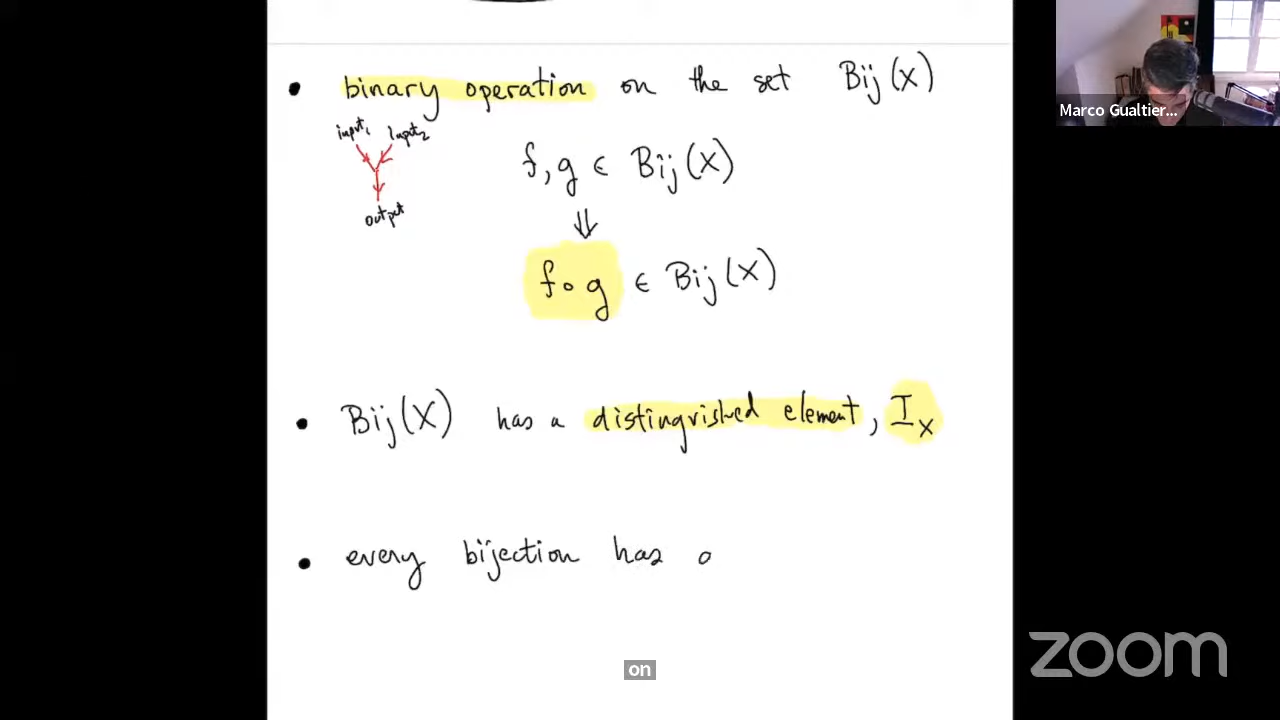 • binary operation on the set Bij(X)
input₁ input₂
output
f, g ∈ Bij(X)
⇓
f∘g ∈ Bij(X)
• Bij(X) has a distinguished element, I_X
• every bijection has a
on
Marco Gualtier...
zoom